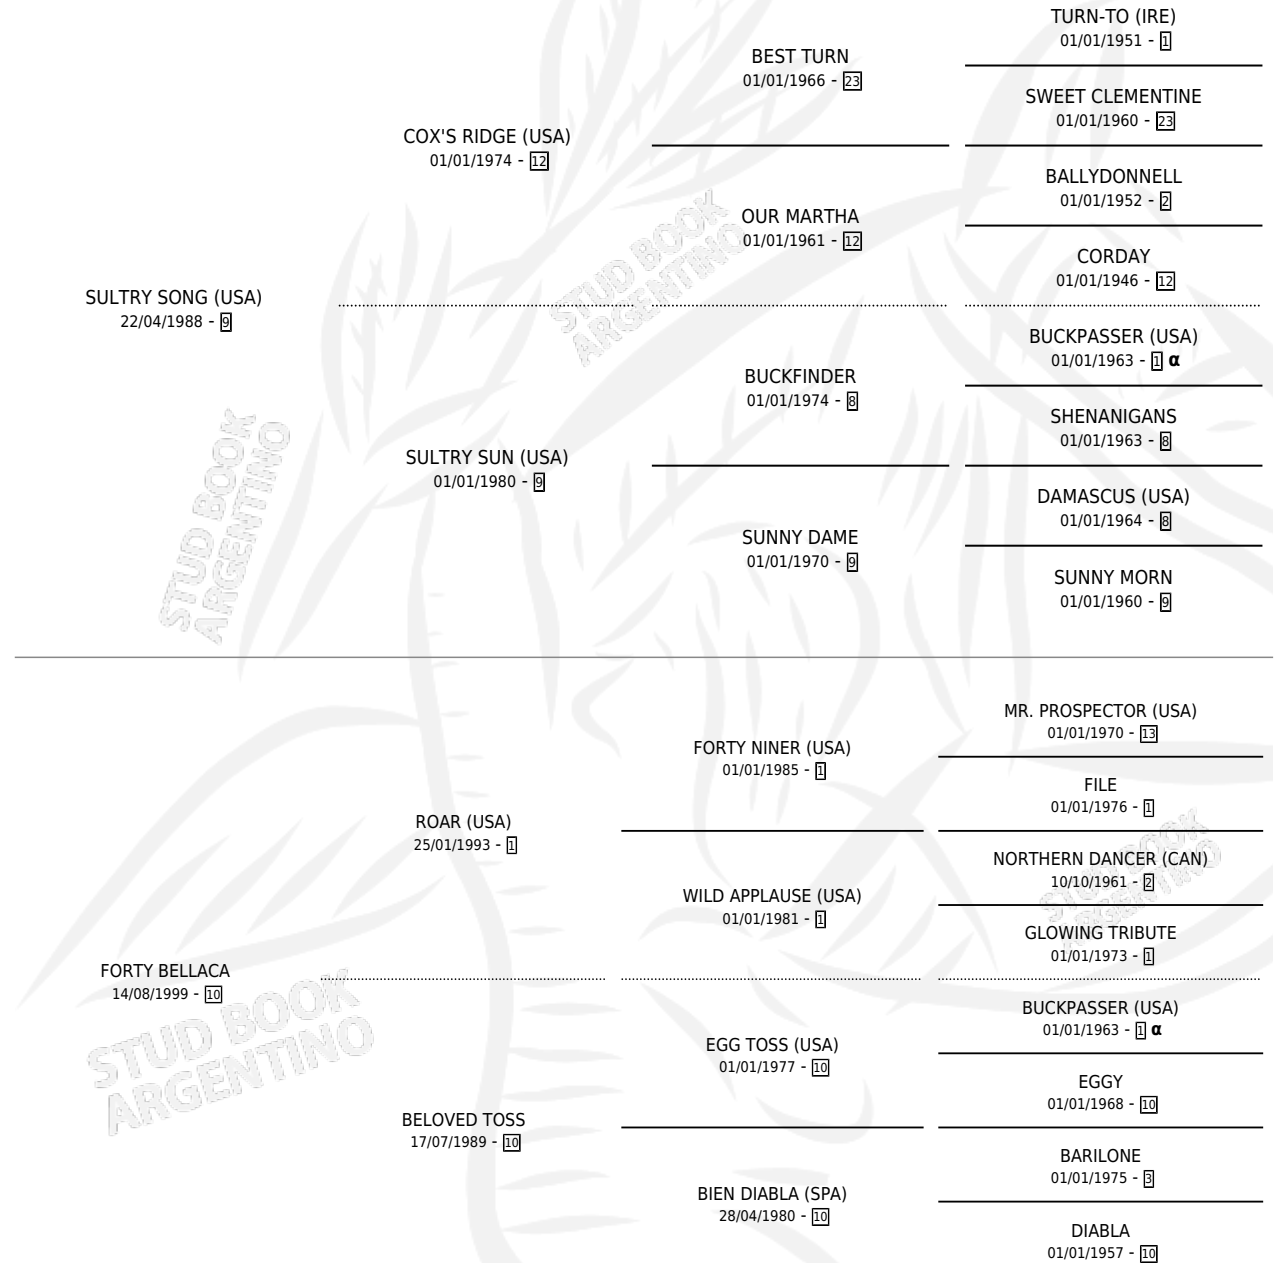 TURN-TO (IRE)
01/01/1951 - 1
BEST TURN
01/01/1966 - 23
SWEET CLEMENTINE
01/01/1960 - 23
COX'S RIDGE (USA)
01/01/1974 - 12
BALLYDONNELL
01/01/1952 - 2
OUR MARTHA
01/01/1961 - 12
CORDAY
01/01/1946 - 12
SULTRY SONG (USA)
22/04/1988 - 9
BUCKPASSER (USA)
01/01/1963 - 1 α
BUCKFINDER
01/01/1974 - 8
SHENANIGANS
01/01/1963 - 8
SULTRY SUN (USA)
01/01/1980 - 9
DAMASCUS (USA)
01/01/1964 - 8
SUNNY DAME
01/01/1970 - 9
SUNNY MORN
01/01/1960 - 9
MR. PROSPECTOR (USA)
01/01/1970 - 13
FORTY NINER (USA)
01/01/1985 - 1
FILE
01/01/1976 - 1
ROAR (USA)
25/01/1993 - 1
NORTHERN DANCER (CAN)
10/10/1961 - 2
WILD APPLAUSE (USA)
01/01/1981 - 1
GLOWING TRIBUTE
01/01/1973 - 1
FORTY BELLACA
14/08/1999 - 10
BUCKPASSER (USA)
01/01/1963 - 1 α
EGG TOSS (USA)
01/01/1977 - 10
EGGY
01/01/1968 - 10
BELOVED TOSS
17/07/1989 - 10
BARILONE
01/01/1975 - 3
BIEN DIABLA (SPA)
28/04/1980 - 10
DIABLA
01/01/1957 - 10
STUD BOOK
ARGENTINO
STUD BOOK
ARGENTINO
STUD BOOK
ARGENTINO
STUD BOOK
ARGENTINO